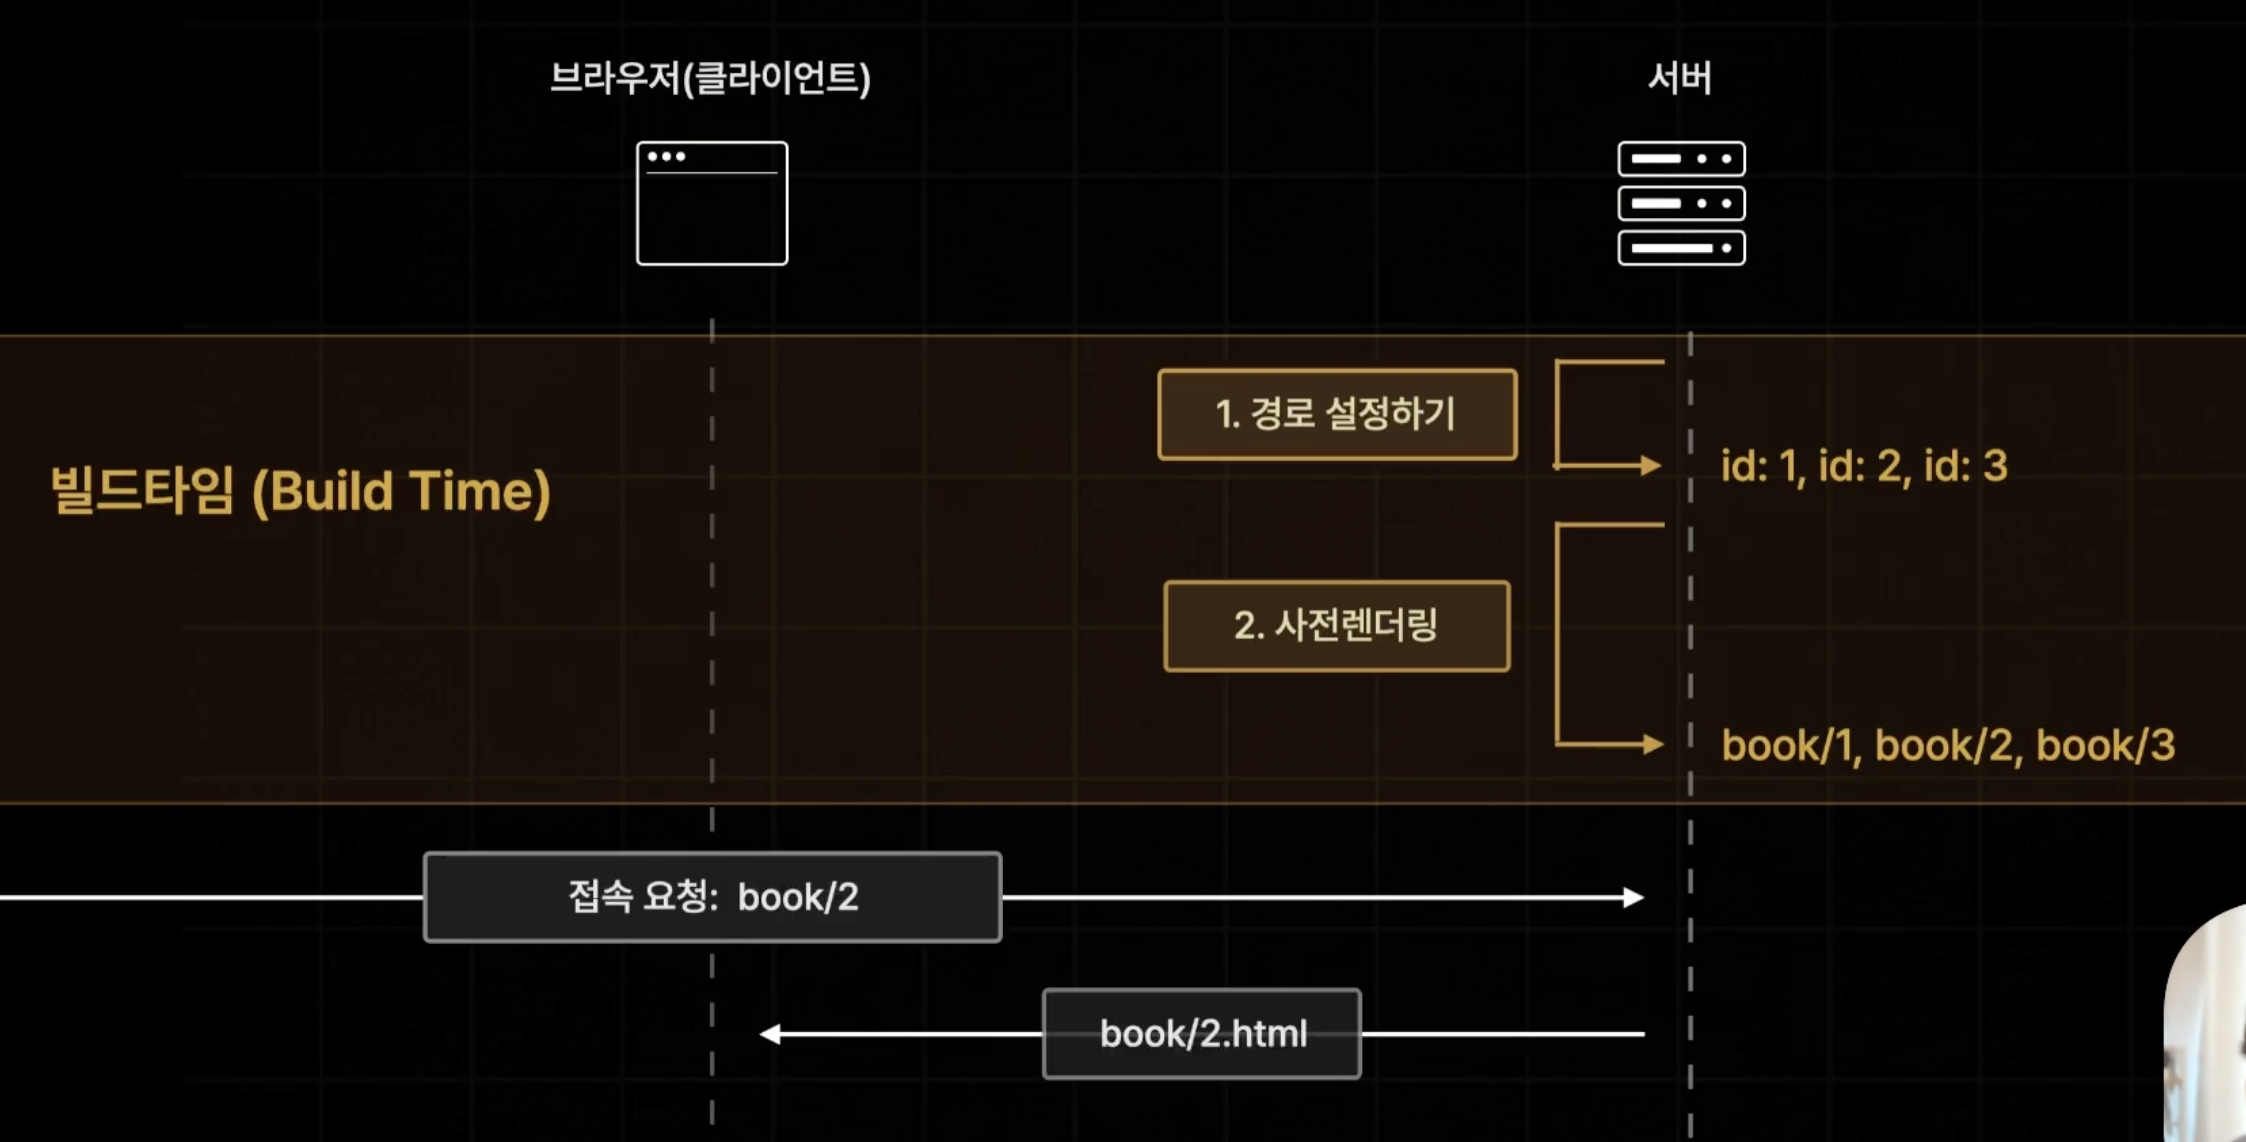 브라우저(클라이언트)
서버
1. 경로 설정하기
id: 1, id: 2, id: 3
빌드타임 (Build Time)
2. 사전렌더링
book/1, book/2, book/3
접속 요청: book/2
book/2.html